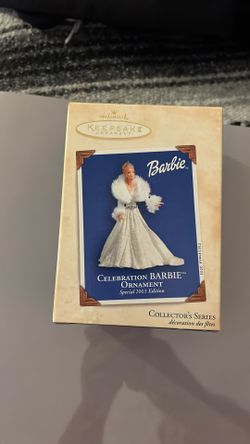 Hallmark
KEEPSAKE
ORNAMENT
Barbie
CELEBRATION BARBIE™
ORNAMENT
Special 2003 Edition
COLLECTOR'S SERIES
décoration des fêtes